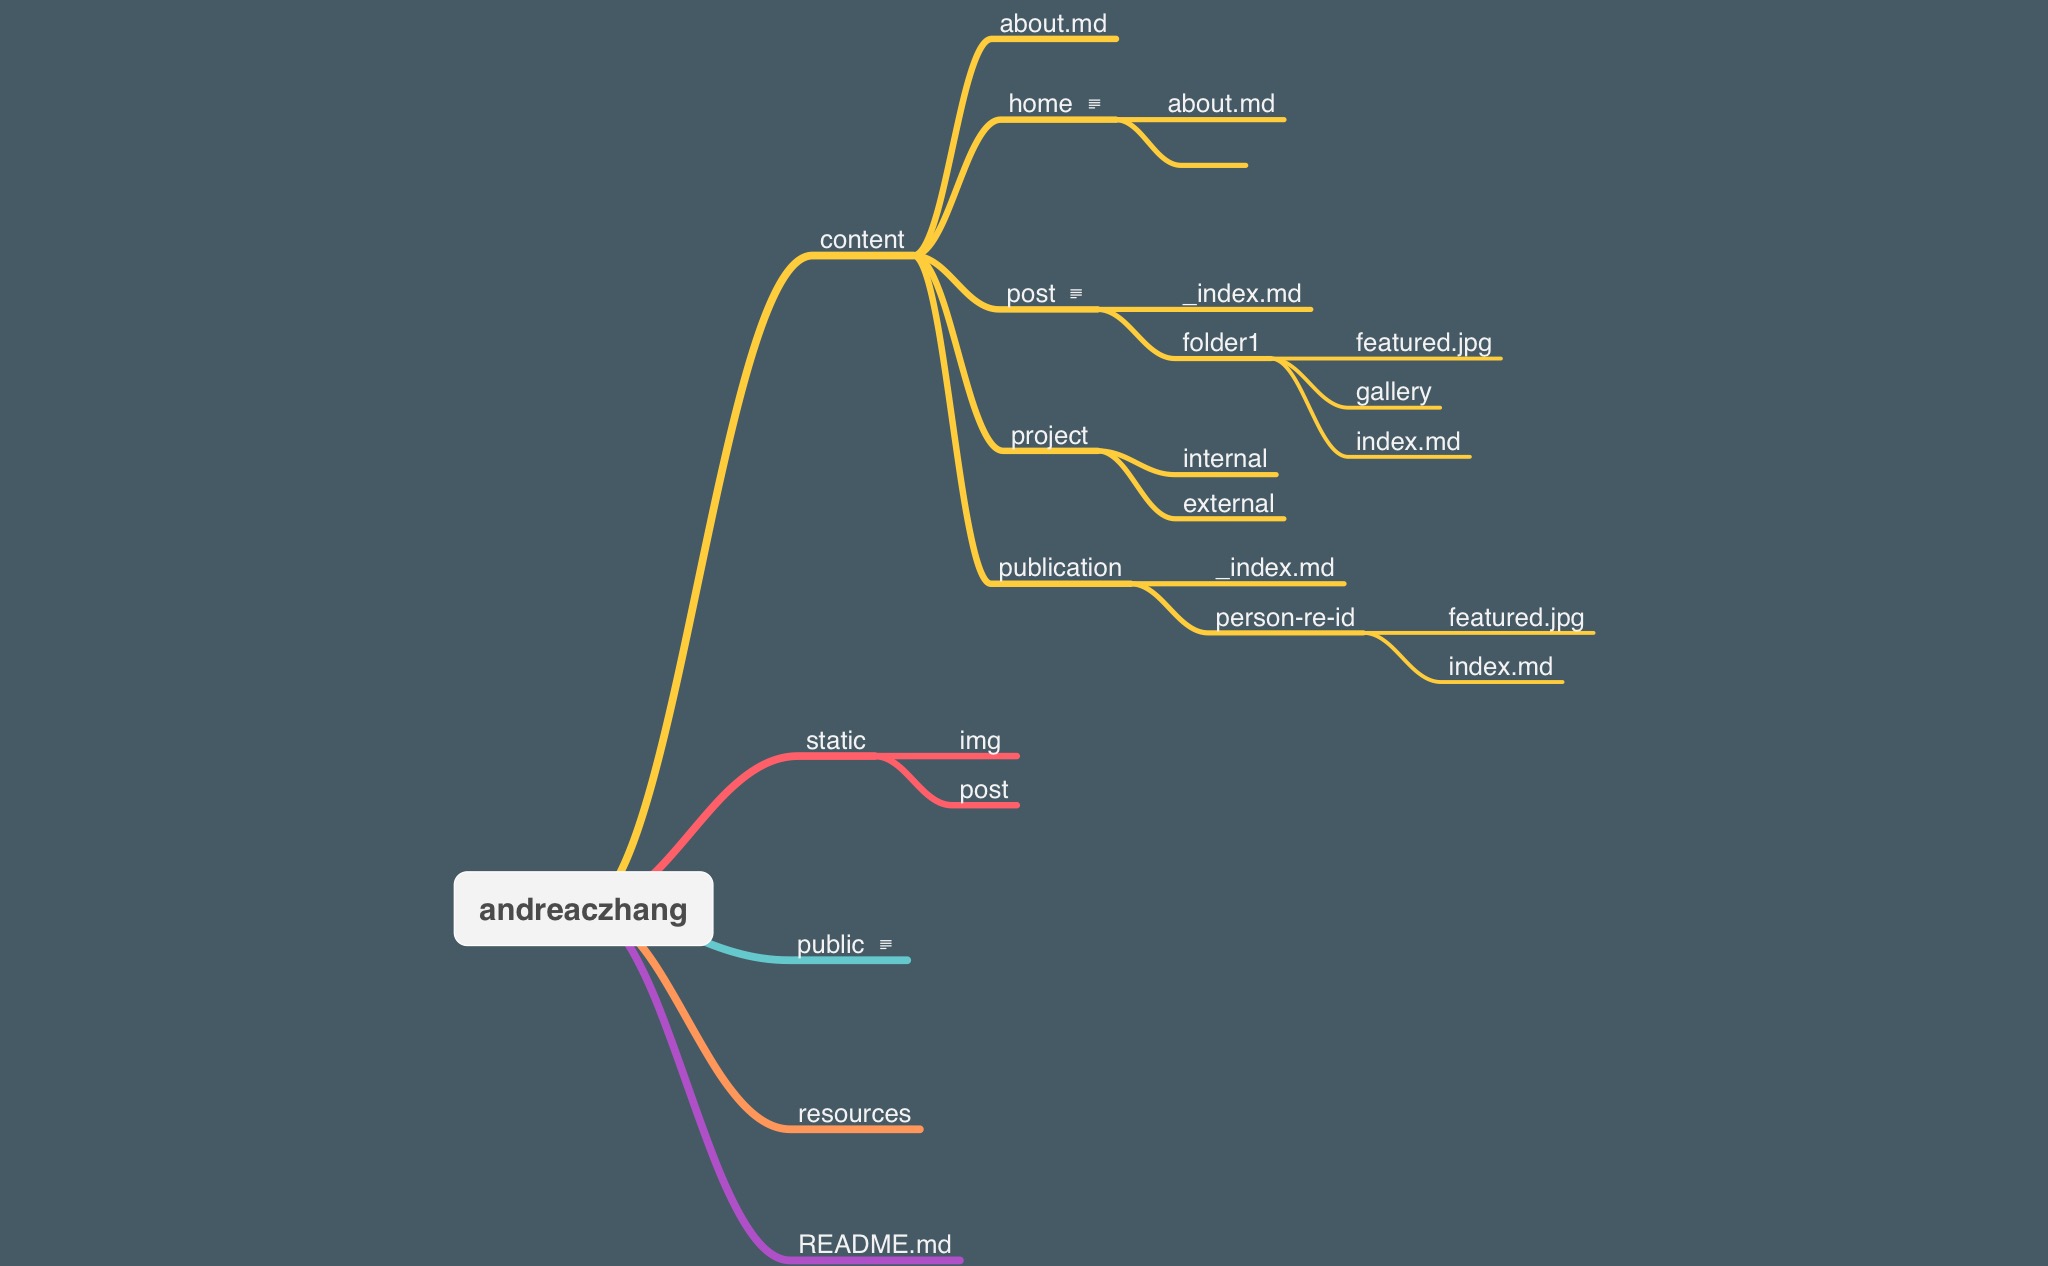 about.md
home
about.md
content
post
_index.md
folder1
featured.jpg
gallery
index.md
project
internal
external
publication
_index.md
person-re-id
featured.jpg
index.md
static
img
post
andreaczhang
public
resources
README.md